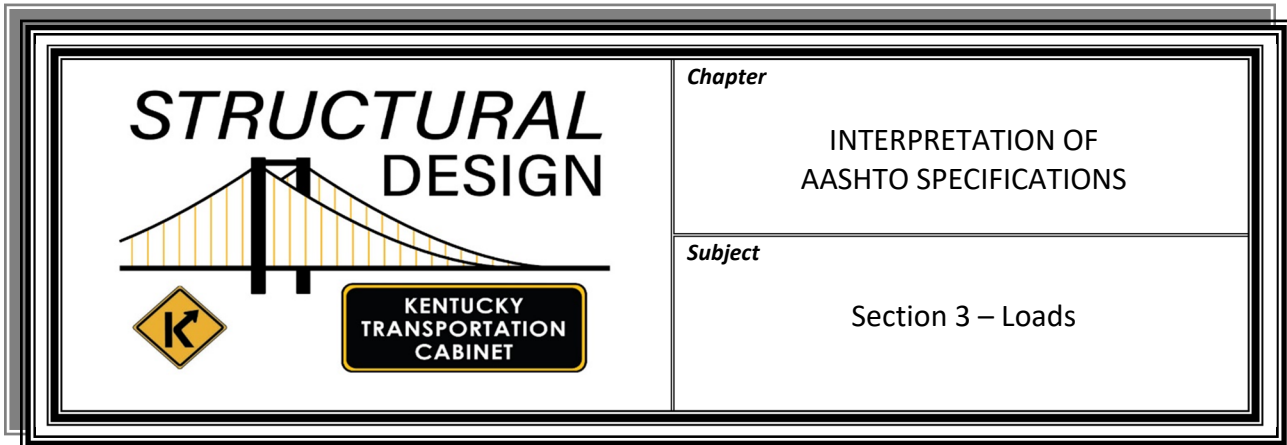 STRUCTURAL
DESIGN
KENTUCKY
TRANSPORTATION
CABINET
Chapter
INTERPRETATION OF
AASHTO SPECIFICATIONS
Subject
Section 3 – Loads